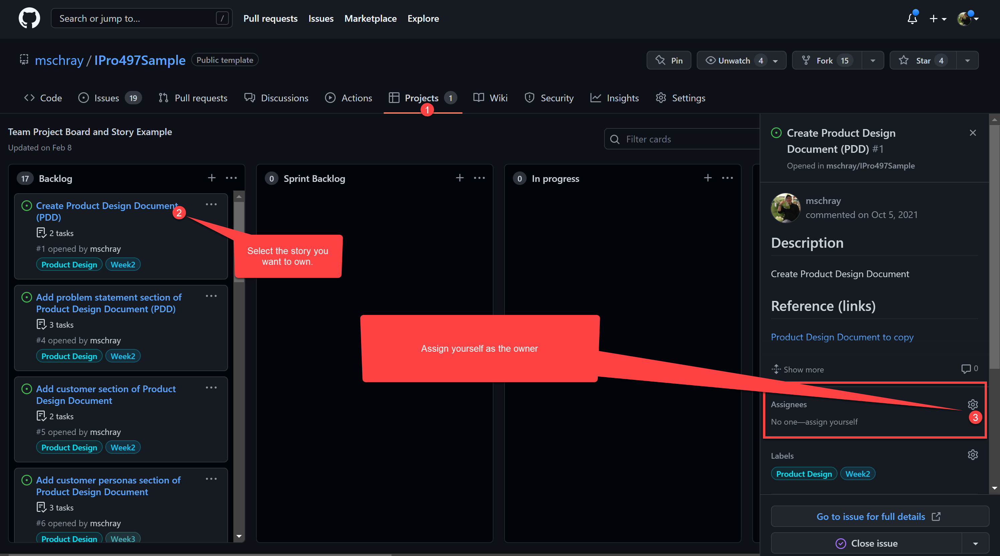 Search or jump to... /
Pull requests Issues Marketplace Explore
mschray / IPro497Sample Public template
Pin Unwatch 4 Fork 15 Star 4
Code Issues 19 Pull requests Discussions Actions Projects 1 Wiki Security Insights Settings
1
Team Project Board and Story Example
Updated on Feb 8
Filter cards
17 Backlog
Create Product Design Document
(PDD)
2
2 tasks
#1 opened by mschray
Product Design Week2
Select the story you
want to own.
Add problem statement section of
Product Design Document (PDD)
3 tasks
#4 opened by mschray
Product Design Week2
Add customer section of Product
Design Document
2 tasks
#5 opened by mschray
Product Design Week2
Add customer personas section of
Product Design Document
3 tasks
#6 opened by mschray
Product Design Week3
0 Sprint Backlog
0 In progress
Assign yourself as the owner
Create Product Design
Document (PDD) #1
Opened in mschray/IPro497Sample
mschray
commented on Oct 5, 2021
Description
Create Product Design Document
Reference (links)
Product Design Document to copy
Show more 0
Assignees
3
No one—assign yourself
Labels
Product Design Week2
Go to issue for full details
Close issue